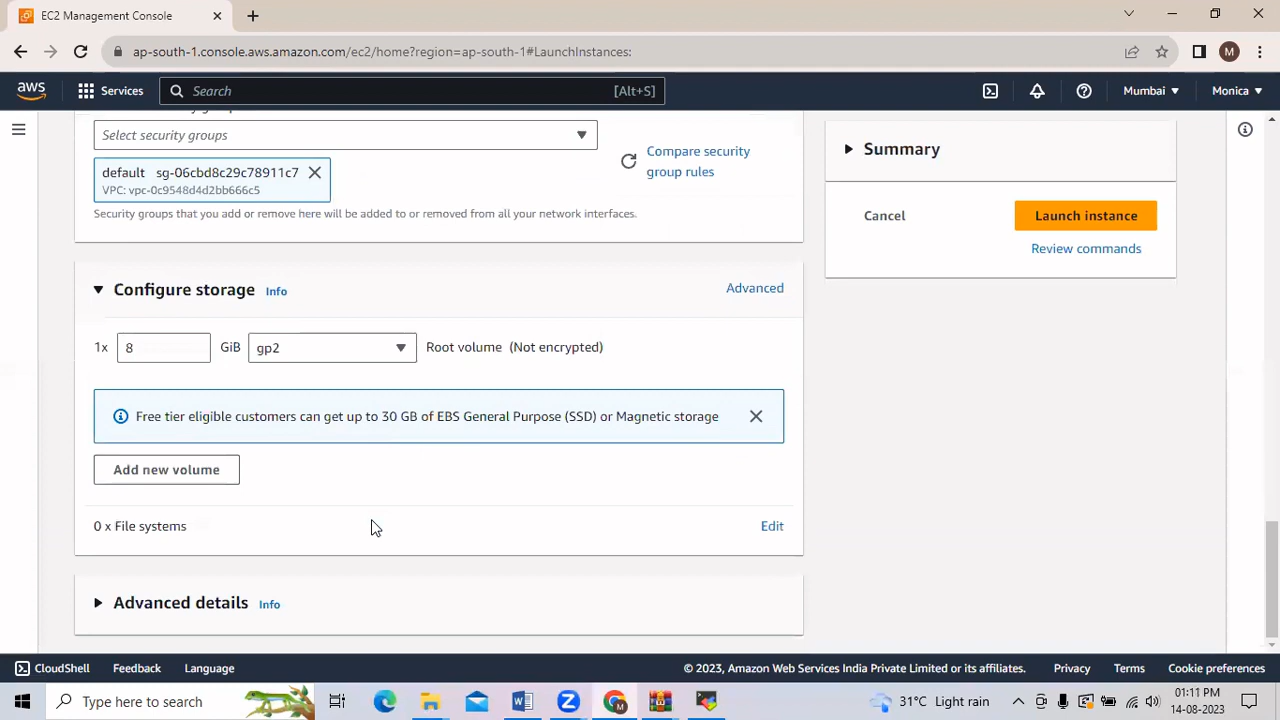 EC2 Management Console
ap-south-1.console.aws.amazon.com/ec2/home?region=ap-south-1#LaunchInstances:
M
aws
Services
Search
[Alt+S]
Mumbai
Monica
Select security groups
default sg-06cbd8c29c78911c7
VPC: vpc-0c9548d4d2bb666c5
Compare security
group rules
Security groups that you add or remove here will be added to or removed from all your network interfaces.
Summary
Cancel
Launch instance
Review commands
Configure storage Info
Advanced
1x 8 GiB gp2 Root volume (Not encrypted)
Free tier eligible customers can get up to 30 GB of EBS General Purpose (SSD) or Magnetic storage
Add new volume
0 x File systems
Edit
Advanced details Info
CloudShell Feedback Language
© 2023, Amazon Web Services India Private Limited or its affiliates. Privacy Terms Cookie preferences
Type here to search
31°C Light rain
01:11 PM
14-08-2023